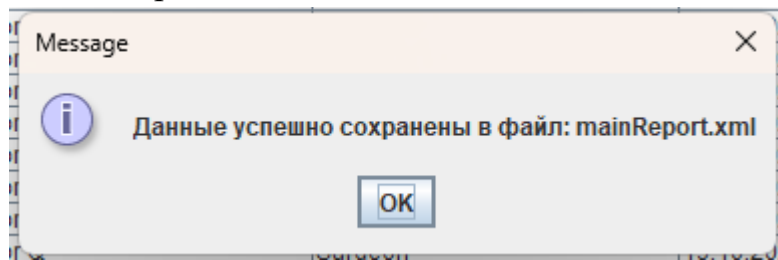 Message
Данные успешно сохранены в файл: mainReport.xml
OK